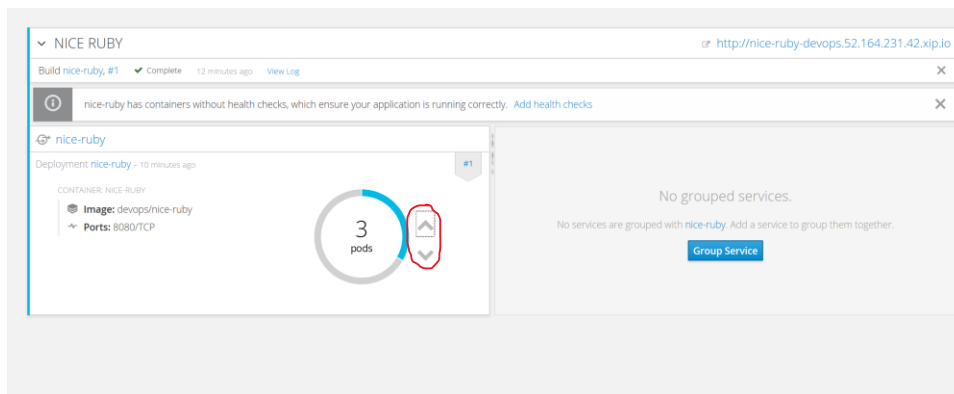 NICE RUBY
http://nice-ruby-devops.52.164.231.42.xip.io
Build nice-ruby, #1 Complete 12 minutes ago View Log
nice-ruby has containers without health checks, which ensure your application is running correctly. Add health checks
nice-ruby
Deployment nice-ruby - 10 minutes ago
#1
CONTAINER: NICE-RUBY
Image: devops/nice-ruby
Ports: 8080/TCP
3
pods
No grouped services.
No services are grouped with nice-ruby. Add a service to group them together.
Group Service